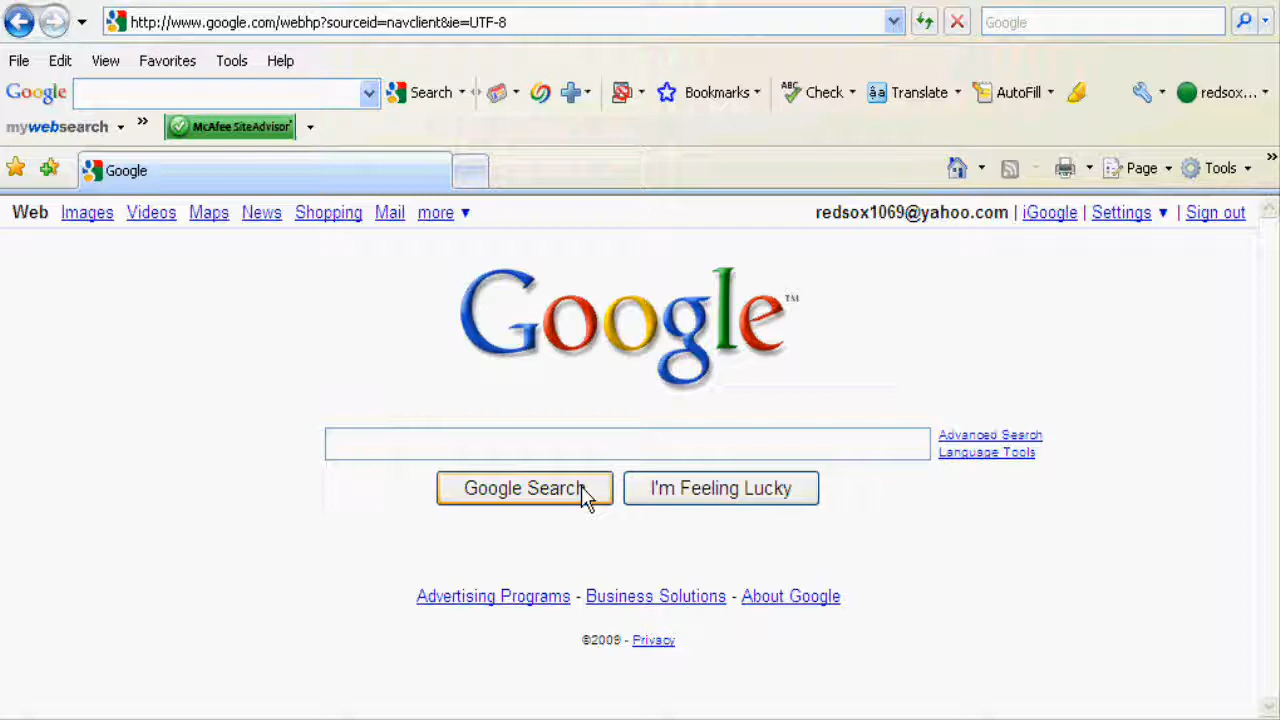 http://www.google.com/webhp?sourceid=navclient&ie=UTF-8 Google
File Edit View Favorites Tools Help
Google Search Bookmarks ABC Check āa Translate AutoFill redsox...
mywebsearch » McAfee SiteAdvisor »
Google Page Tools
Web Images Videos Maps News Shopping Mail more ▼ redsox1069@yahoo.com | iGoogle | Settings ▼ | Sign out
Google™
Advanced Search
Language Tools
Google Search I'm Feeling Lucky
Advertising Programs - Business Solutions - About Google
©2009 - Privacy